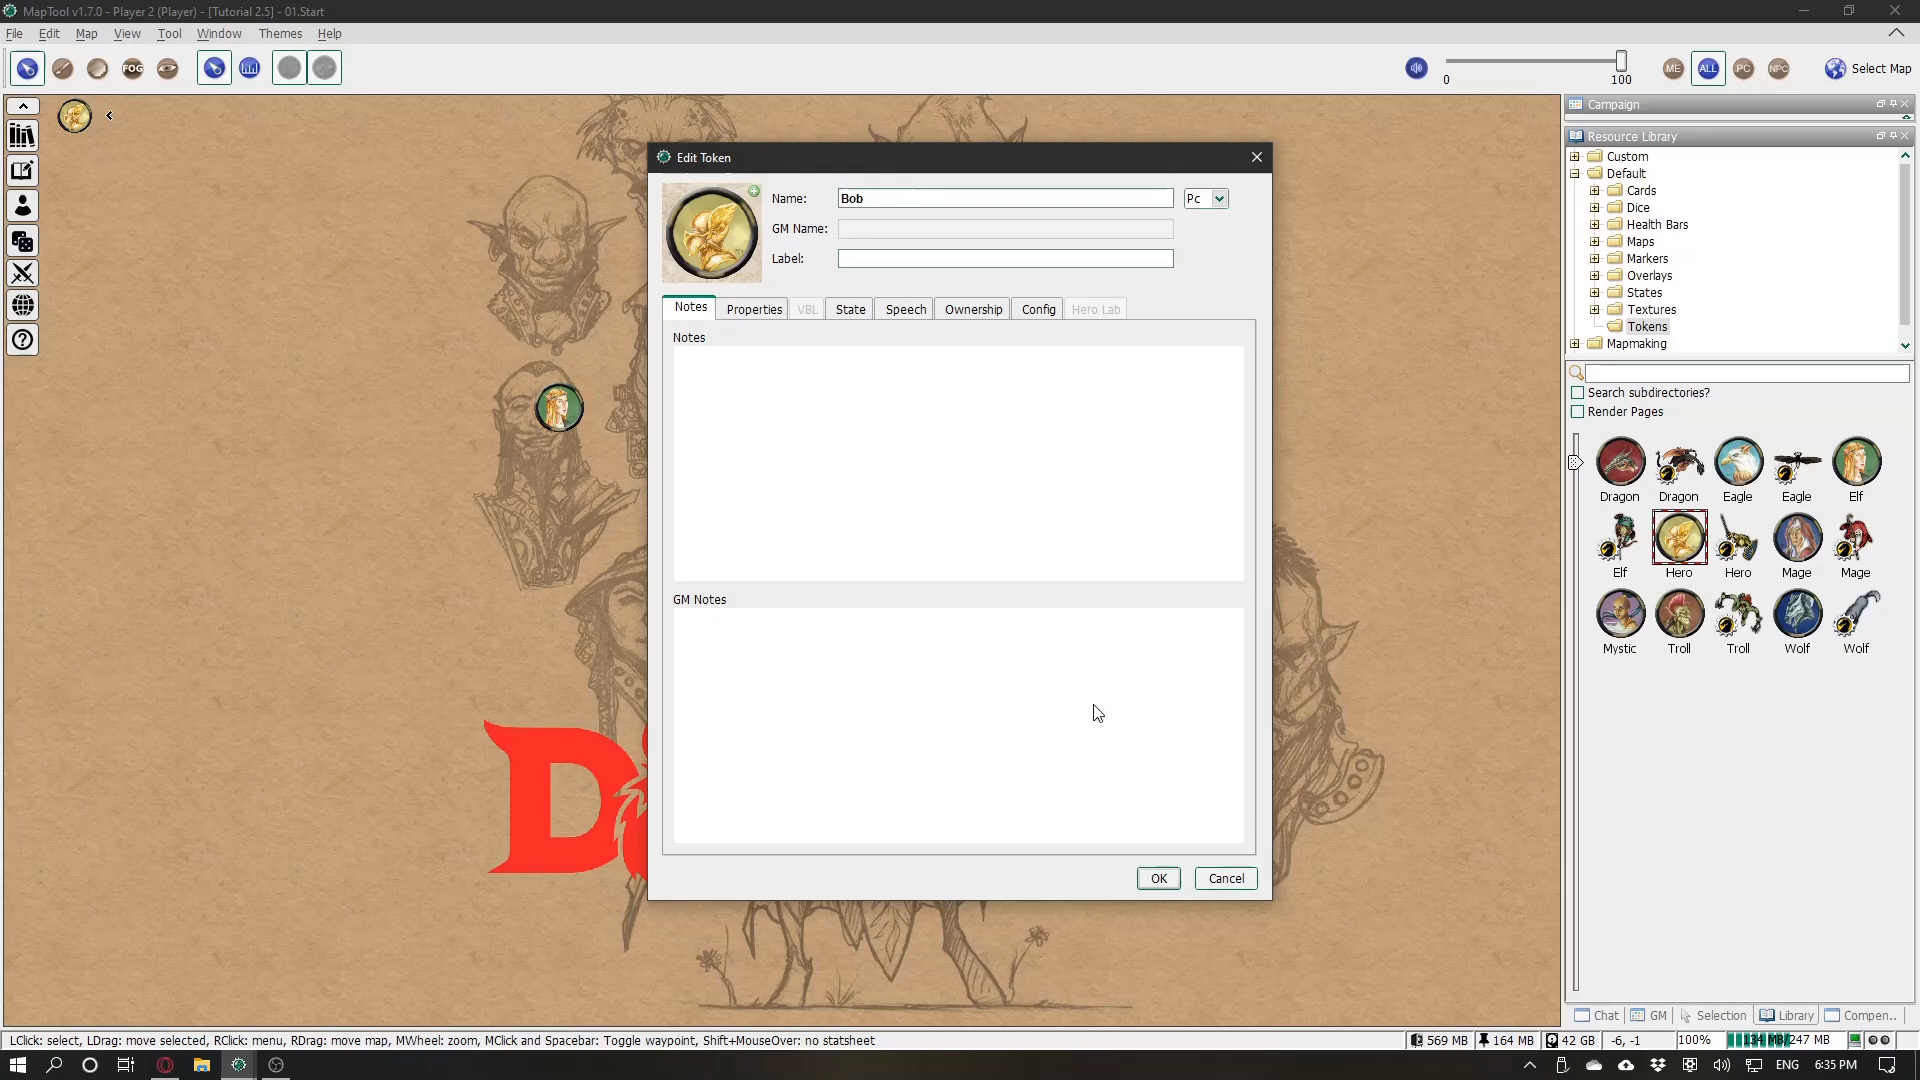 MapTool v1.7.0 - Player 2 (Player) - [Tutorial 2.5] - 01.Start
File Edit Map View Tool Window Themes Help
FOG
0
100
ME ALL PC NPC Select Map
Campaign
Resource Library
Custom
Default
Cards
Dice
Health Bars
Maps
Markers
Overlays
States
Textures
Tokens
Mapmaking
Search subdirectories?
Render Pages
Dragon Dragon Eagle Eagle Elf
Elf Hero Hero Mage Mage
Mystic Troll Troll Wolf Wolf
Chat GM Selection Library Compen..
Edit Token
Name: Bob Pc
GM Name:
Label:
Notes Properties VBL State Speech Ownership Config Hero Lab
Notes
GM Notes
OK Cancel
D
LClick: select, LDrag: move selected, RClick: menu, RDrag: move map, MWheel: zoom, MClick and Spacebar: Toggle waypoint, Shift+MouseOver: no statsheet
569 MB 164 MB 42 GB -6, -1 100% 134 MB/247 MB
ENG 6:35 PM